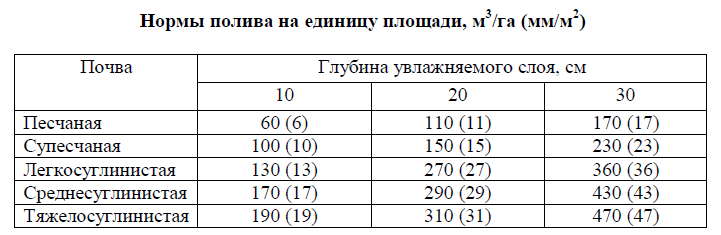 Нормы полива на единицу площади, м³/га (мм/м²)
Почва Глубина увлажняемого слоя, см
10 20 30
Песчаная 60 (6) 110 (11) 170 (17)
Супесчаная 100 (10) 150 (15) 230 (23)
Легкосуглинистая 130 (13) 270 (27) 360 (36)
Среднесуглинистая 170 (17) 290 (29) 430 (43)
Тяжелосуглинистая 190 (19) 310 (31) 470 (47)